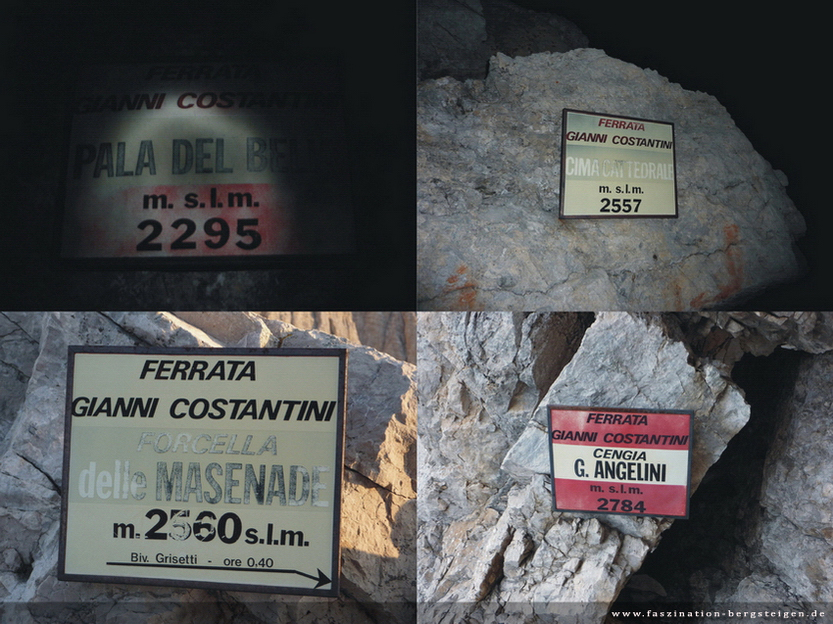 FERRATA
GIANNI COSTANTINI
PALA DEL
m. s.l.m.
2295
FERRATA
GIANNI COSTANTINI
CIMA CATTEDRALE
m. s.l.m.
2557
FERRATA
GIANNI COSTANTINI
FORCELLA
delle MASENADE
m. 2560 s.l.m.
Biv. Grisetti - ore 0,40
FERRATA
GIANNI COSTANTINI
CENGIA
G. ANGELINI
m. s.l.m.
2784
www.faszination-bergsteigen.de